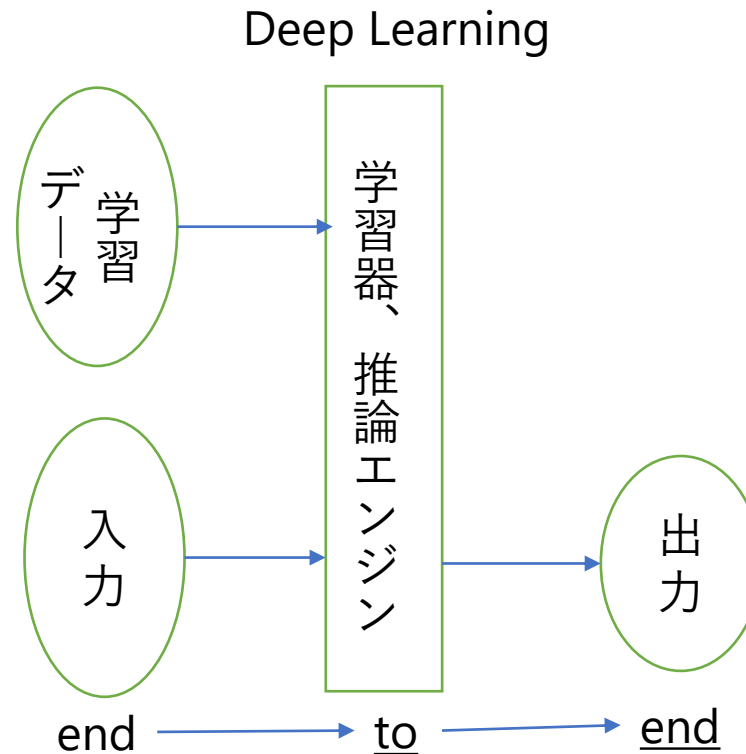 Deep Learning
学習
データ
学習器、推論エンジン
入力
出力
end
to
end